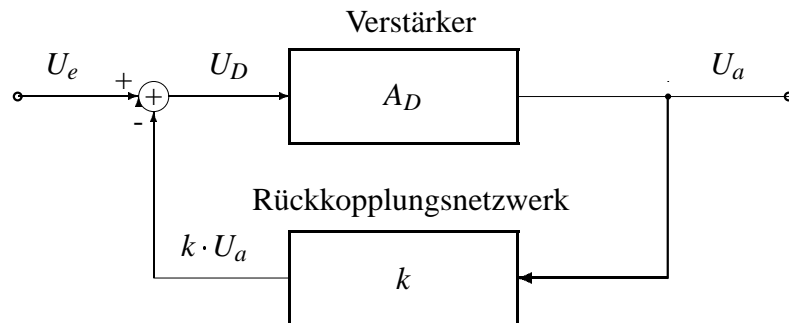 Verstärker
U_e
+
+
-
U_D
A_D
U_a
Rückkopplungsnetzwerk
k · U_a
k